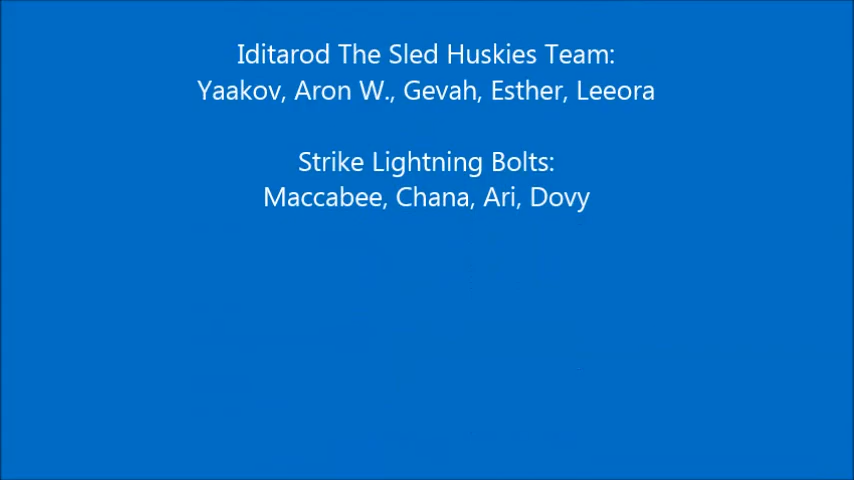 Iditarod The Sled Huskies Team:
Yaakov, Aron W., Gevah, Esther, Leeora
Strike Lightning Bolts:
Maccabee, Chana, Ari, Dovy